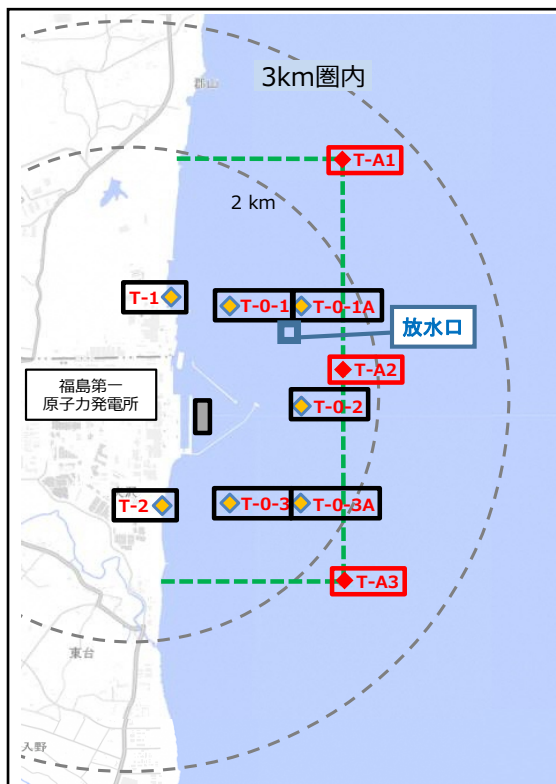 郡山
3km圏内
T-A1
2 km
T-1
T-0-1
T-0-1A
放水口
T-A2
福島第一
原子力発電所
T-0-2
T-2
T-0-3
T-0-3A
T-A3
東台
入野